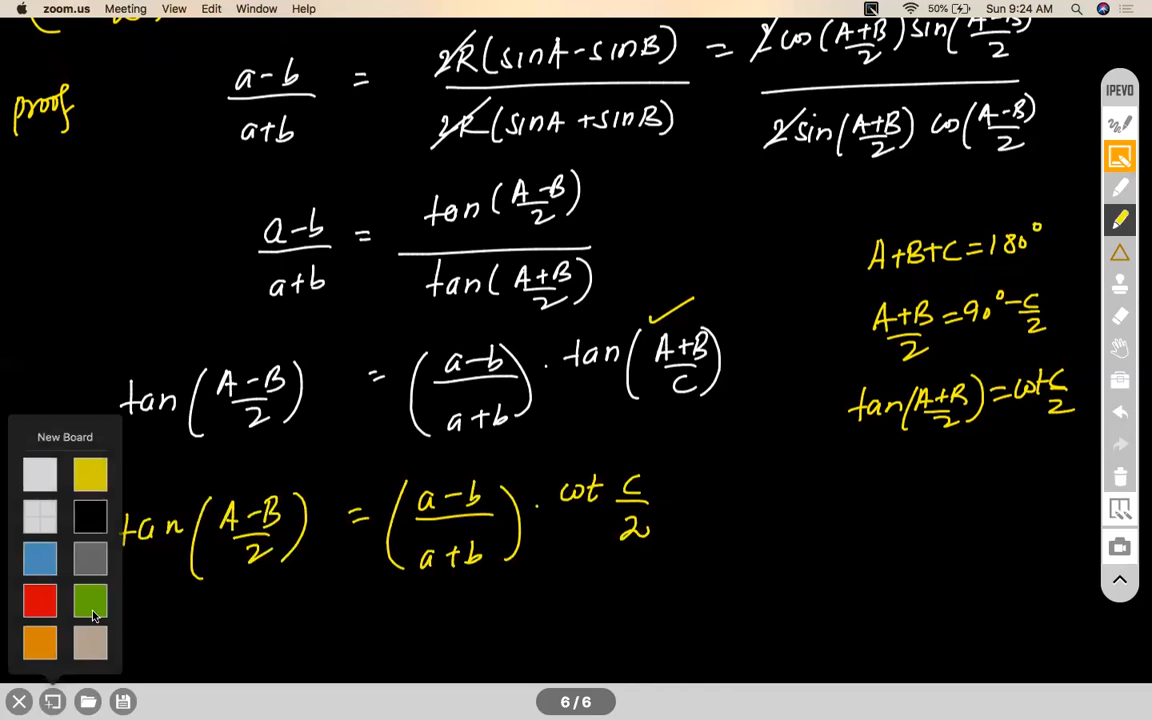 zoom.us Meeting View Edit Window Help 50% Sun 9:24 AM
proof
a-b / a+b = 2R(sinA-sinB) / 2R(sinA+sinB) = 2cos(A+B/2)sin(A-B/2) / 2sin(A+B/2) cos(A-B/2)
IPEVO
a-b / a+b = tan(A-B/2) / tan(A+B/2)
A+B+C=180°
A+B/2=90°-C/2
tan(A-B/2) = (a-b/a+b).tan(A+B/C)
tan(A+B/2)=cot C/2
New Board
tan(A-B/2) = (a-b/a+b).cot C/2
6/6